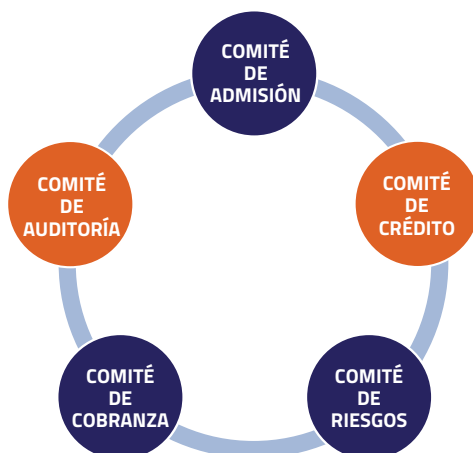 COMITÉ
DE
ADMISIÓN
COMITÉ
DE
AUDITORÍA
COMITÉ
DE
CRÉDITO
COMITÉ
DE
COBRANZA
COMITÉ
DE
RIESGOS